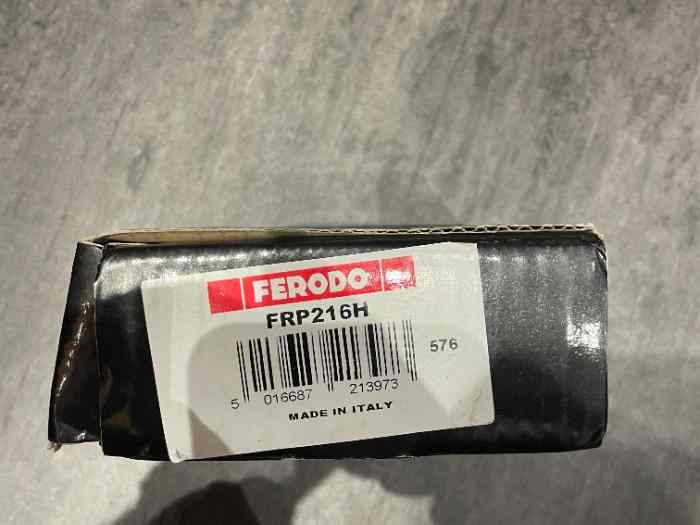 FERODO
FRP216H
576
5 016687 213973
MADE IN ITALY